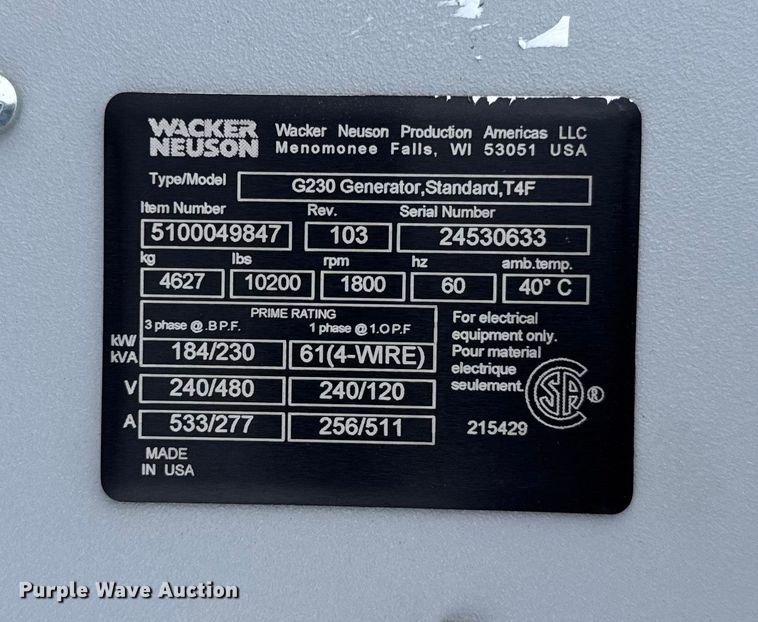 WACKER NEUSON
Wacker Neuson Production Americas LLC
Menomonee Falls, WI 53051 USA
Type/Model G230 Generator,Standard,T4F
Item Number Rev. Serial Number
5100049847 103 24530633
kg lbs rpm hz amb.temp.
4627 10200 1800 60 40° C
PRIME RATING
3 phase @.B P.F. 1 phase @1.O P.F
kW/kVA 184/230 61(4-WIRE)
V 240/480 240/120
A 533/277 256/511
For electrical
equipment only.
Pour material
electrique
seulement.
SA ®
215429
MADE
IN USA
Purple Wave Auction